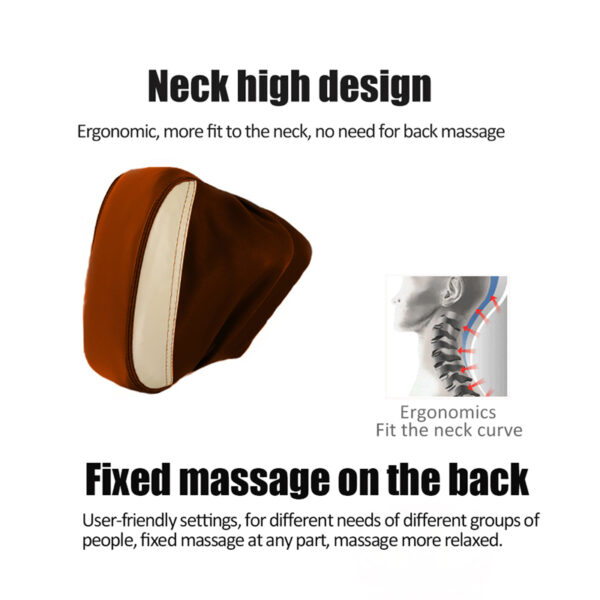 Neck high design
Ergonomic, more fit to the neck, no need for back massage
Ergonomics
Fit the neck curve
Fixed massage on the back
User-friendly settings, for different needs of different groups of
people, fixed massage at any part, massage more relaxed.